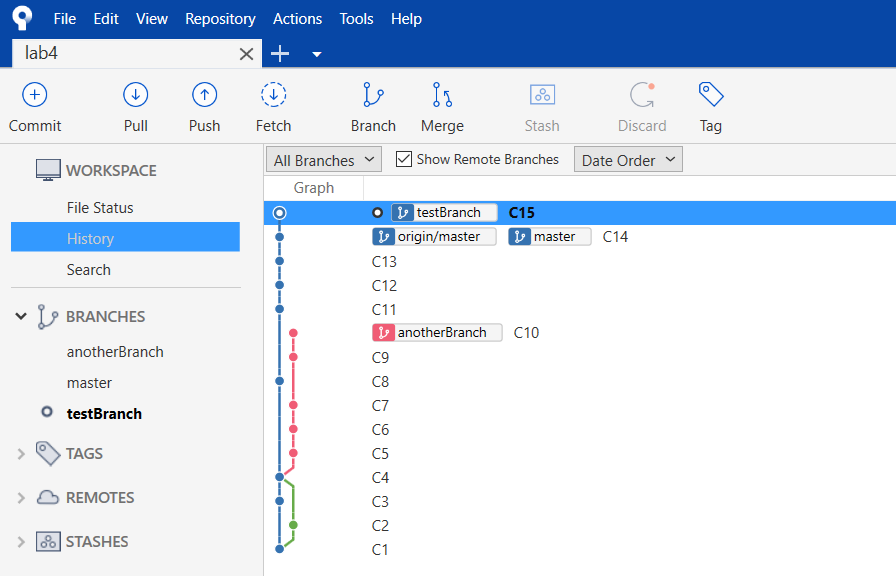 File Edit View Repository Actions Tools Help
lab4
Commit Pull Push Fetch Branch Merge Stash Discard Tag
WORKSPACE
File Status
History
Search
BRANCHES
anotherBranch
master
testBranch
TAGS
REMOTES
STASHES
All Branches Show Remote Branches Date Order
Graph
testBranch C15
origin/master master C14
C13
C12
C11
anotherBranch C10
C9
C8
C7
C6
C5
C4
C3
C2
C1